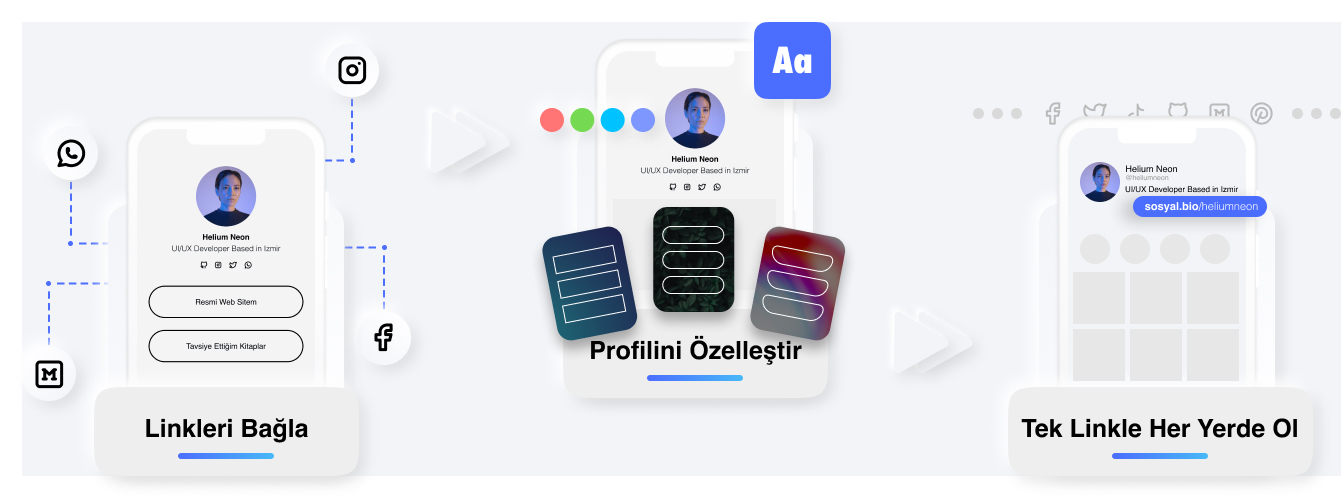 Helium Neon
UI/UX Developer Based in Izmir
Resmi Web Sitem
Tavsiye Ettiğim Kitaplar
Linkleri Bağla
Aa
Helium Neon
UI/UX Developer Based in Izmir
Profilini Özelleştir
Helium Neon
@heliumneon
UI/UX Developer Based in Izmir
sosyal.bio/heliumneon
Tek Linkle Her Yerde Ol